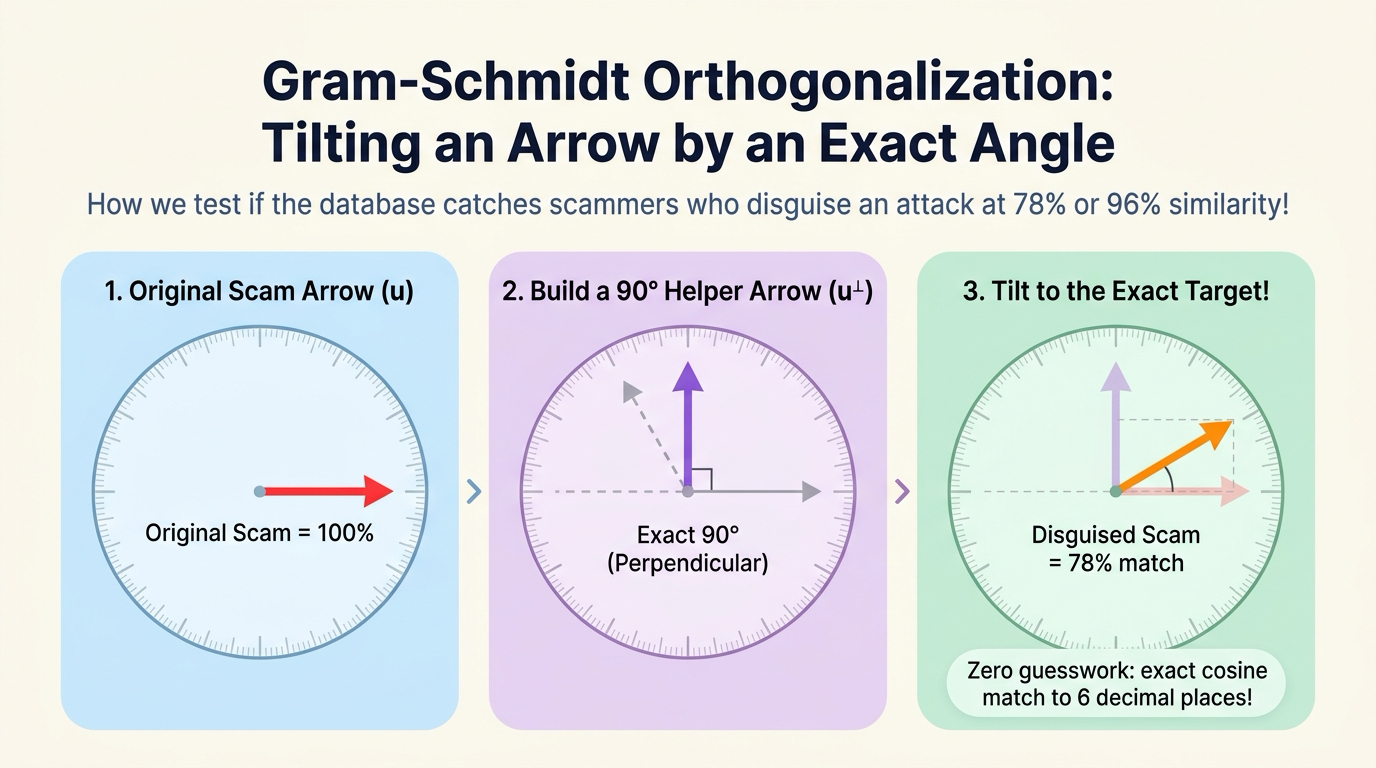 Gram-Schmidt Orthogonalization:
Tilting an Arrow by an Exact Angle
How we test if the database catches scammers who disguise an attack at 78% or 96% similarity!
1. Original Scam Arrow (u)
Original Scam = 100%
2. Build a 90° Helper Arrow (u⊥)
Exact 90°
(Perpendicular)
3. Tilt to the Exact Target!
Disguised Scam
= 78% match
Zero guesswork: exact cosine
match to 6 decimal places!